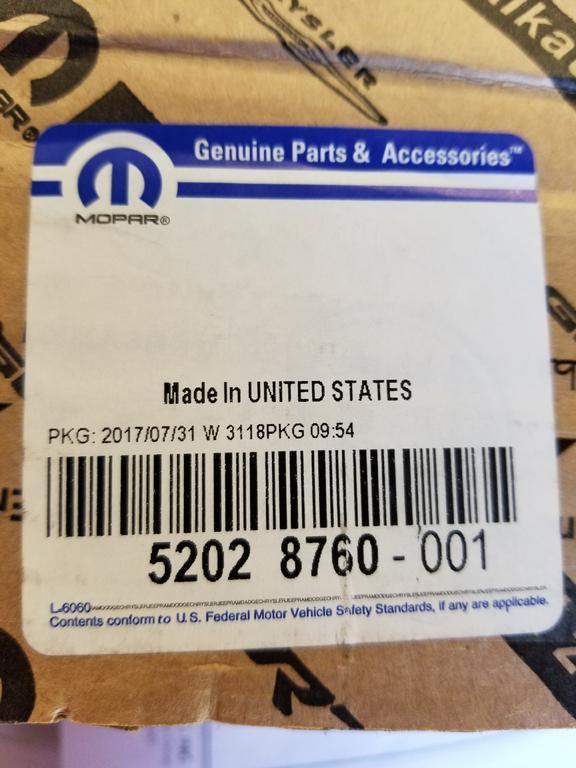 CHRYSLER
Genuine Parts & Accessories™
MOPAR®
Made In UNITED STATES
PKG: 2017/07/31 W 3118PKG 09:54
5202 8760-001
L-6060
Contents conform to U.S. Federal Motor Vehicle Safety Standards, if any are applicable.